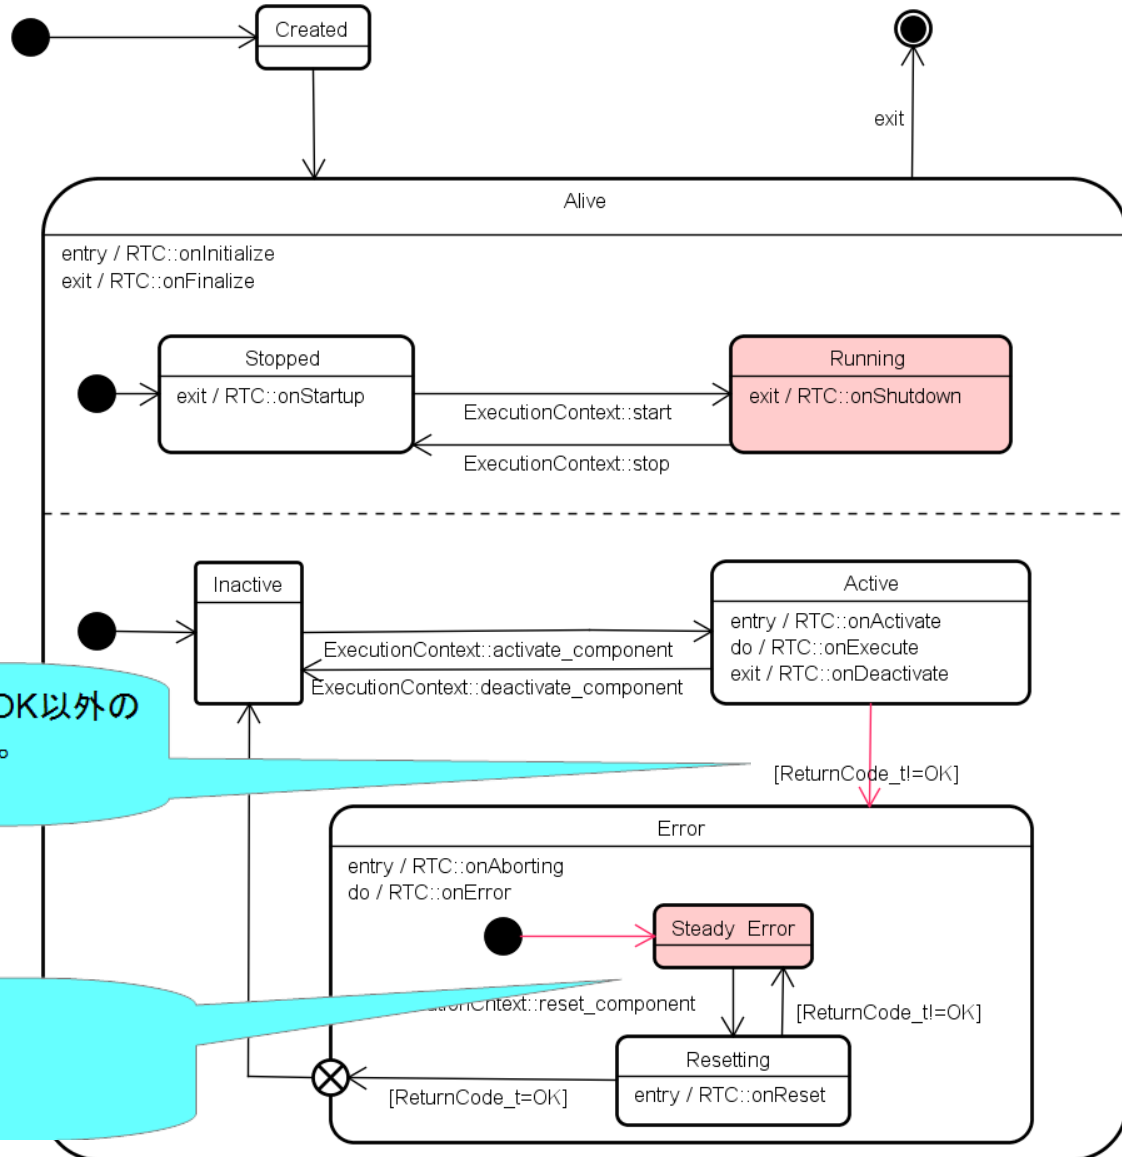 Created
exit
Alive
entry / RTC::onInitialize
exit / RTC::onFinalize
Stopped
exit / RTC::onStartup
Running
exit / RTC::onShutdown
ExecutionContext::start
ExecutionContext::stop
Inactive
Active
entry / RTC::onActivate
do / RTC::onExecute
exit / RTC::onDeactivate
ExecutionContext::activate_component
ExecutionContext::deactivate_component
OK以外の
。
[ReturnCode_t!=OK]
Error
entry / RTC::onAborting
do / RTC::onError
Steady Error
::reset_component
[ReturnCode_t!=OK]
Resetting
entry / RTC::onReset
[ReturnCode_t=OK]